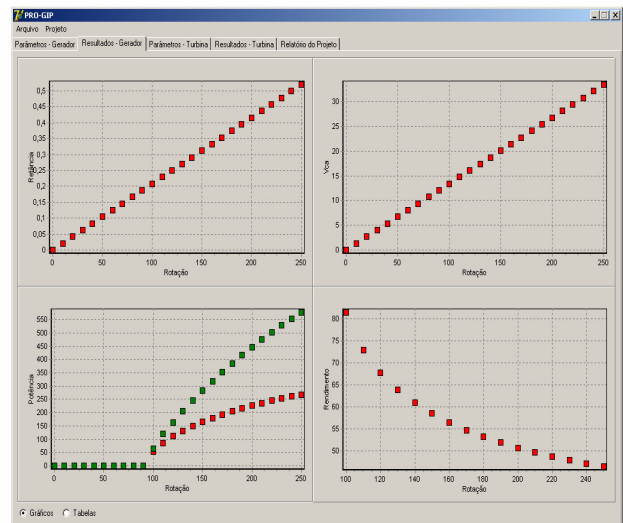 PRO-GIP
Arquivo Projeto
Parâmetros - Gerador Resultados - Gerador Parâmetros - Turbina Resultados - Turbina Relatório do Projeto
0,5
0,45
0,4
0,35
0,3
0,25
0,2
0,15
0,1
0,05
0
Retância
0 50 100 150 200 250
Rotação
30
25
20
15
10
5
0
Vca
0 50 100 150 200 250
Rotação
550
500
450
400
350
300
250
200
150
100
50
0
Potência
0 50 100 150 200 250
Rotação
80
75
70
65
60
55
50
Rendimento
100 120 140 160 180 200 220 240
Rotação
Gráficos Tabelas